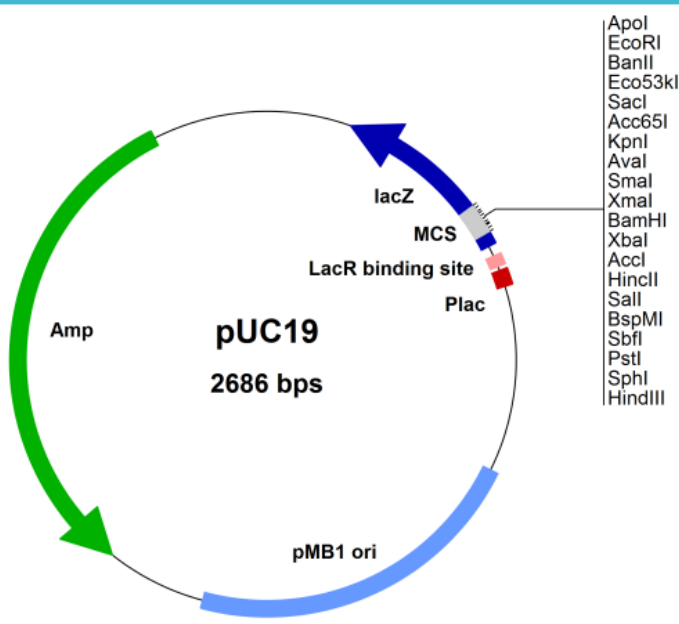 ApoI
EcoRI
BanII
Eco53kI
SacI
Acc65I
KpnI
AvaI
SmaI
XmaI
BamHI
XbaI
AccI
HincII
SalI
BspMI
SbfI
PstI
SphI
HindIII
lacZ
MCS
LacR binding site
Plac
Amp
pUC19
2686 bps
pMB1 ori